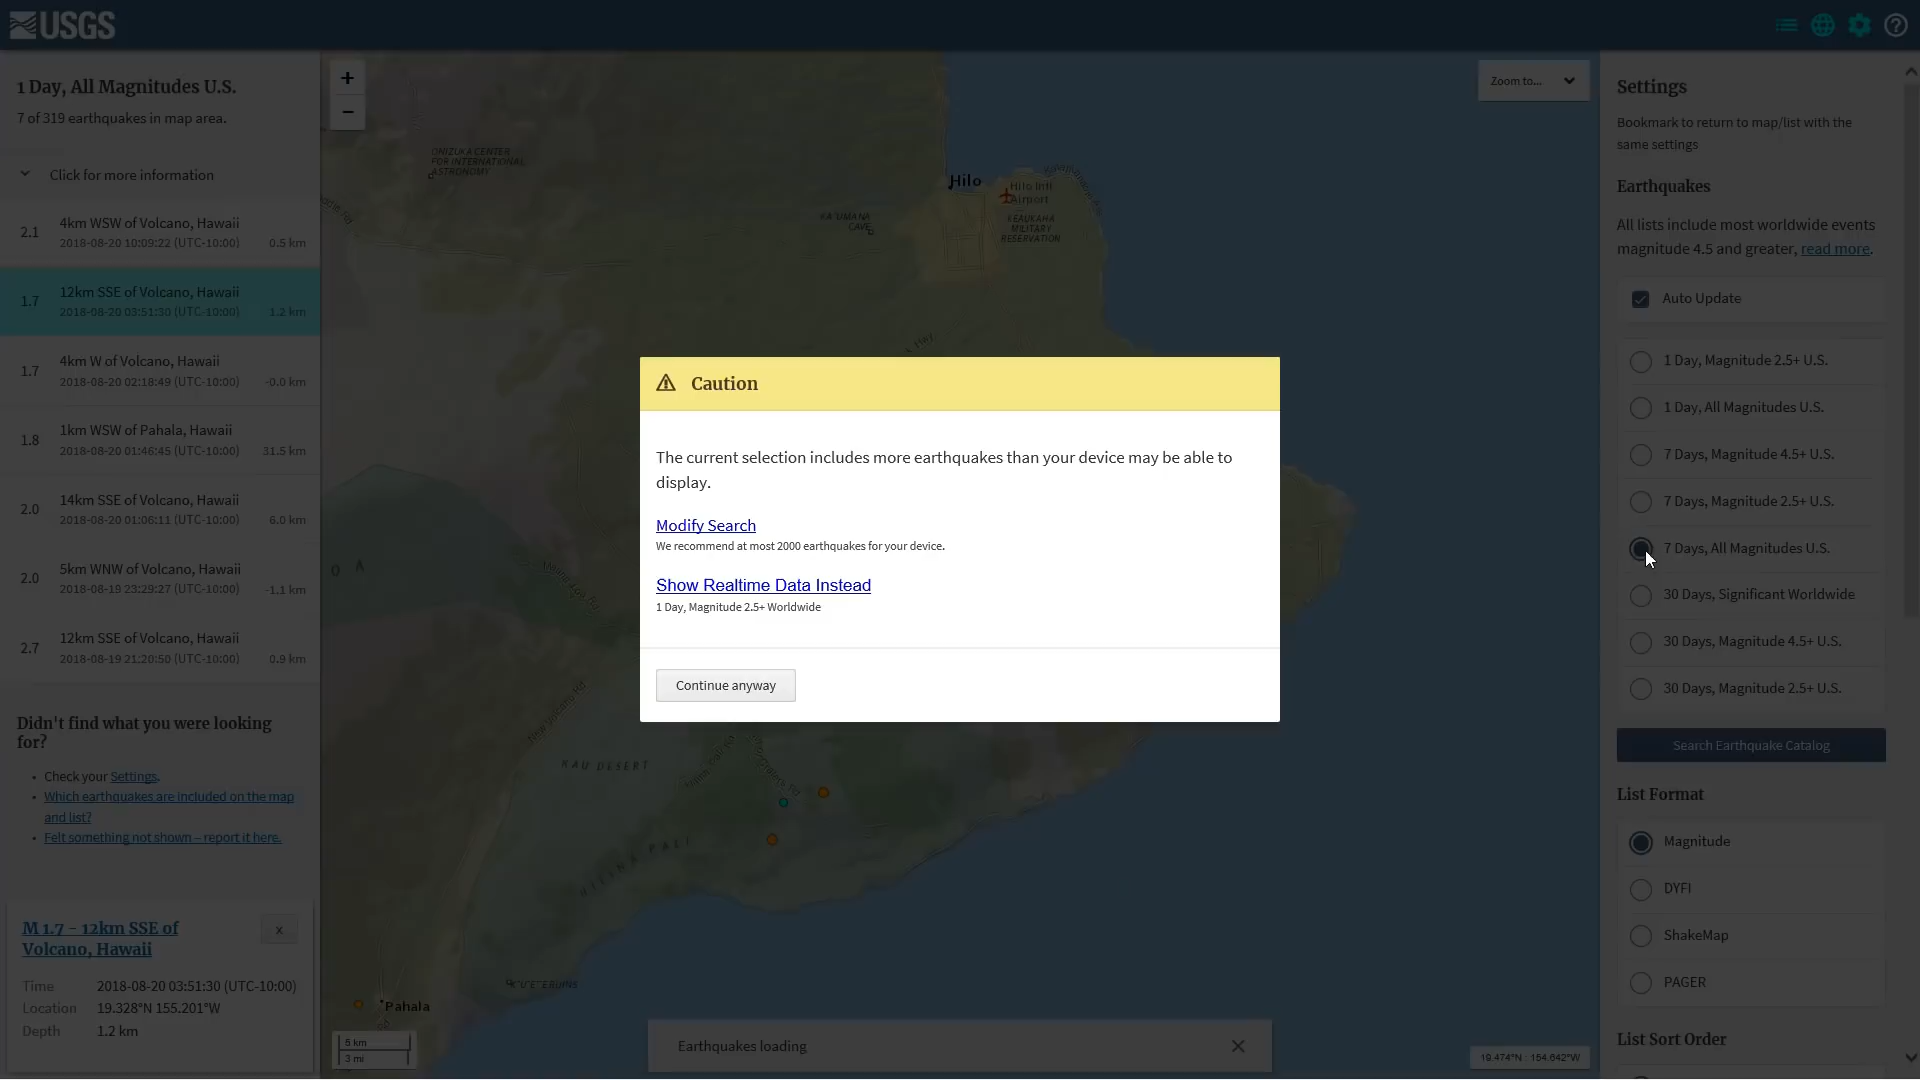 USGS
1 Day, All Magnitudes U.S.
7 of 319 earthquakes in map area.
Click for more information
2.1
4km WSW of Volcano, Hawaii
2018-08-20 10:09:22 (UTC-10:00) 0.5 km
1.7
12km SSE of Volcano, Hawaii
2018-08-20 03:51:30 (UTC-10:00) 1.2 km
1.7
4km W of Volcano, Hawaii
2018-08-20 02:18:49 (UTC-10:00) -0.0 km
1.8
1km WSW of Pahala, Hawaii
2018-08-20 01:46:45 (UTC-10:00) 31.5 km
2.0
14km SSE of Volcano, Hawaii
2018-08-20 01:06:11 (UTC-10:00) 6.0 km
2.0
5km WNW of Volcano, Hawaii
2018-08-19 23:29:27 (UTC-10:00) -1.1 km
2.7
12km SSE of Volcano, Hawaii
2018-08-19 21:20:50 (UTC-10:00) 0.9 km
Didn't find what you were looking
for?
• Check your Settings.
• Which earthquakes are included on the map
and list?
• Felt something not shown – report it here.
M 1.7 - 12km SSE of
Volcano, Hawaii
x
Time 2018-08-20 03:51:30 (UTC-10:00)
Location 19.328°N 155.201°W
Depth 1.2 km
+
−
ONIZUKA CENTER
FOR INTERNATIONAL
ASTRONOMY
Hilo
Hilo Intl
Airport
KEAUKAHA
MILITARY
RESERVATION
KAUMANA
CAVE
O A
KAU DESERT
HILINA PALI
Pahala
5 km
3 mi
Zoom to...
19.474°N : 154.642°W
Caution
The current selection includes more earthquakes than your device may be able to
display.
Modify Search
We recommend at most 2000 earthquakes for your device.
Show Realtime Data Instead
1 Day, Magnitude 2.5+ Worldwide
Continue anyway
Earthquakes loading
Settings
Bookmark to return to map/list with the
same settings
Earthquakes
All lists include most worldwide events
magnitude 4.5 and greater, read more.
Auto Update
1 Day, Magnitude 2.5+ U.S.
1 Day, All Magnitudes U.S.
7 Days, Magnitude 4.5+ U.S.
7 Days, Magnitude 2.5+ U.S.
7 Days, All Magnitudes U.S.
30 Days, Significant Worldwide
30 Days, Magnitude 4.5+ U.S.
30 Days, Magnitude 2.5+ U.S.
Search Earthquake Catalog
List Format
Magnitude
DYFI
ShakeMap
PAGER
List Sort Order